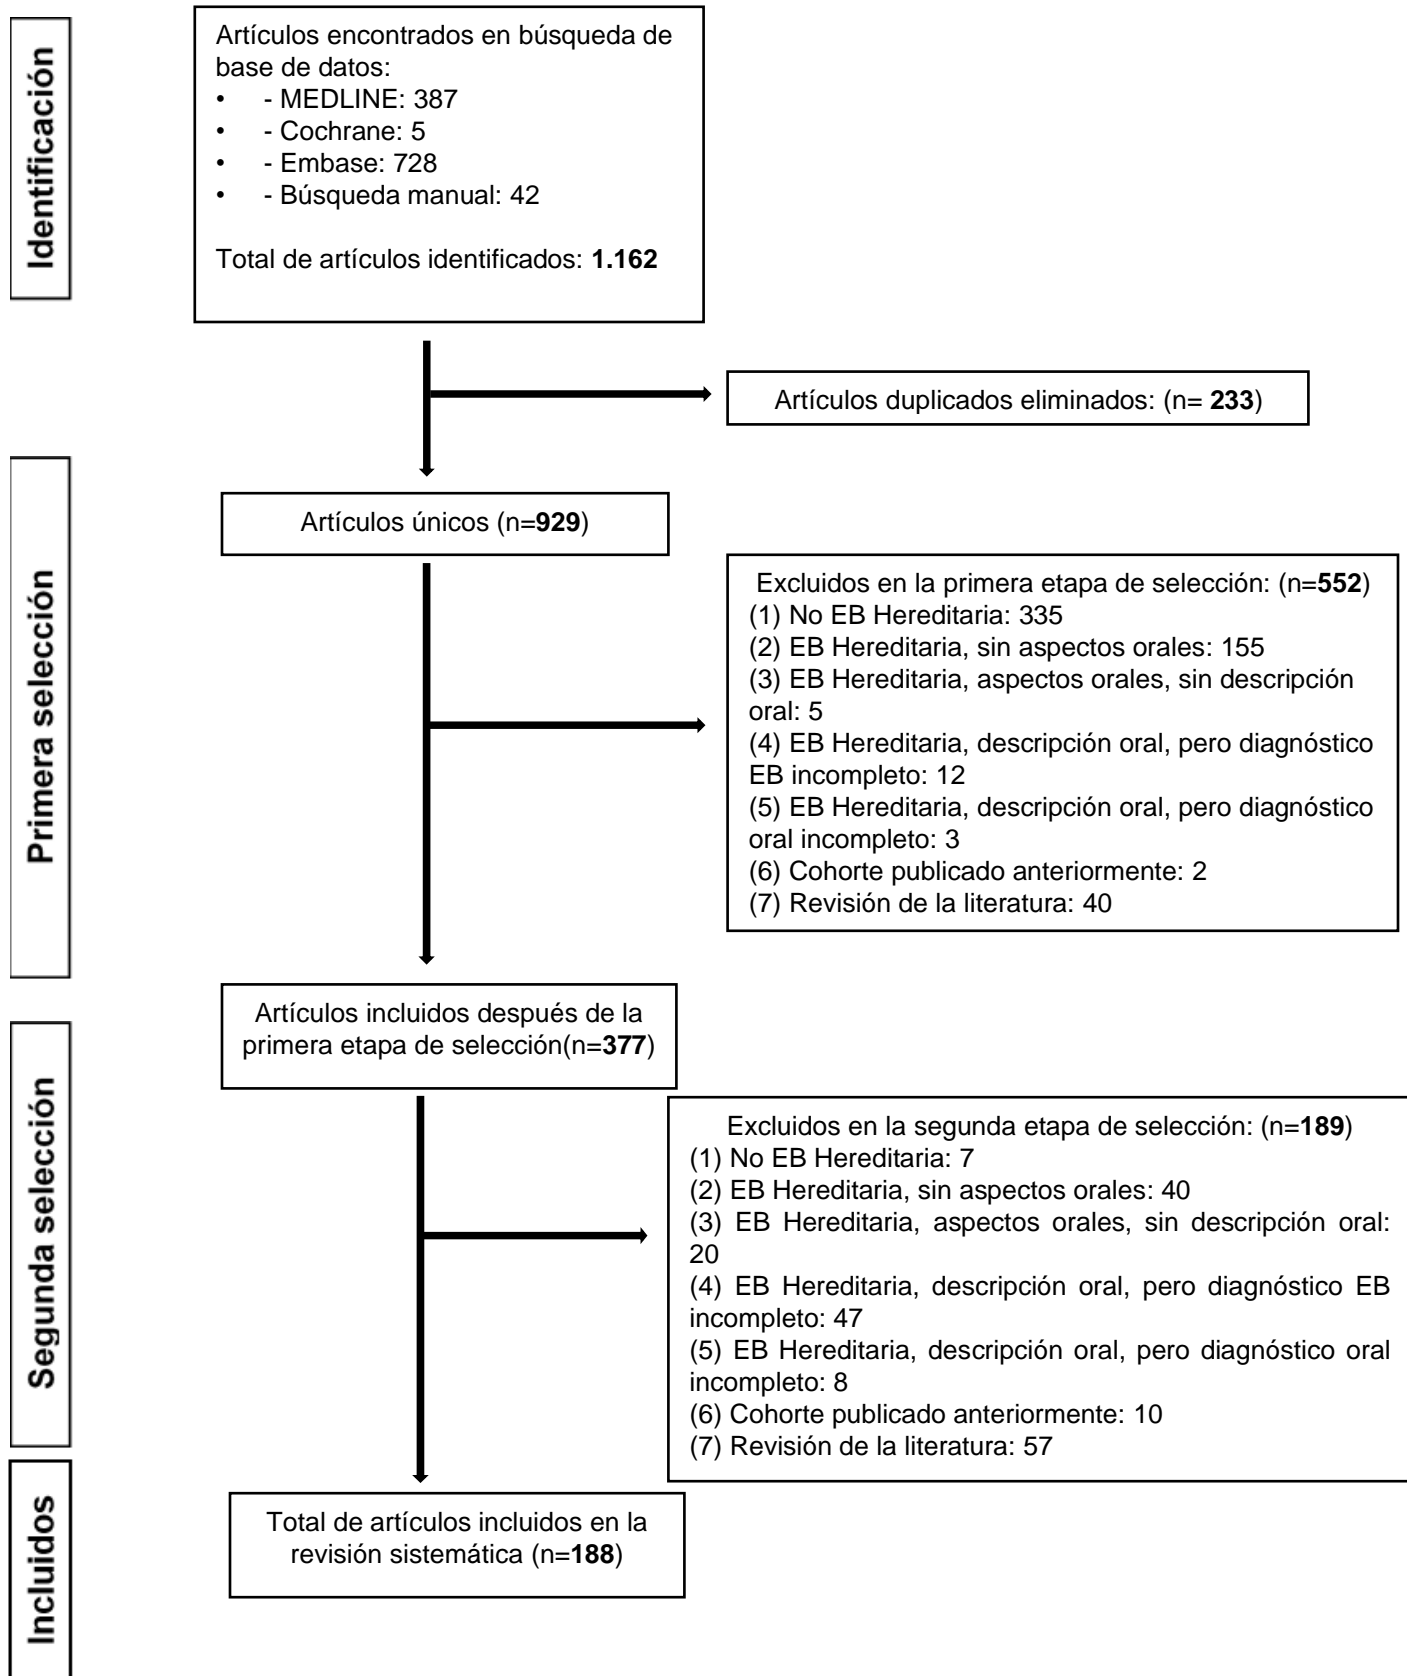 Identificación
Artículos encontrados en búsqueda de
base de datos:
• - MEDLINE: 387
• - Cochrane: 5
• - Embase: 728
• - Búsqueda manual: 42
Total de artículos identificados: 1.162
Artículos duplicados eliminados: (n= 233)
Primera selección
Artículos únicos (n=929)
Excluidos en la primera etapa de selección: (n=552)
(1) No EB Hereditaria: 335
(2) EB Hereditaria, sin aspectos orales: 155
(3) EB Hereditaria, aspectos orales, sin descripción
oral: 5
(4) EB Hereditaria, descripción oral, pero diagnóstico
EB incompleto: 12
(5) EB Hereditaria, descripción oral, pero diagnóstico
oral incompleto: 3
(6) Cohorte publicado anteriormente: 2
(7) Revisión de la literatura: 40
Artículos incluidos después de la
primera etapa de selección(n=377)
Segunda selección
Excluidos en la segunda etapa de selección: (n=189)
(1) No EB Hereditaria: 7
(2) EB Hereditaria, sin aspectos orales: 40
(3) EB Hereditaria, aspectos orales, sin descripción oral:
20
(4) EB Hereditaria, descripción oral, pero diagnóstico EB
incompleto: 47
(5) EB Hereditaria, descripción oral, pero diagnóstico oral
incompleto: 8
(6) Cohorte publicado anteriormente: 10
(7) Revisión de la literatura: 57
Incluidos
Total de artículos incluidos en la
revisión sistemática (n=188)